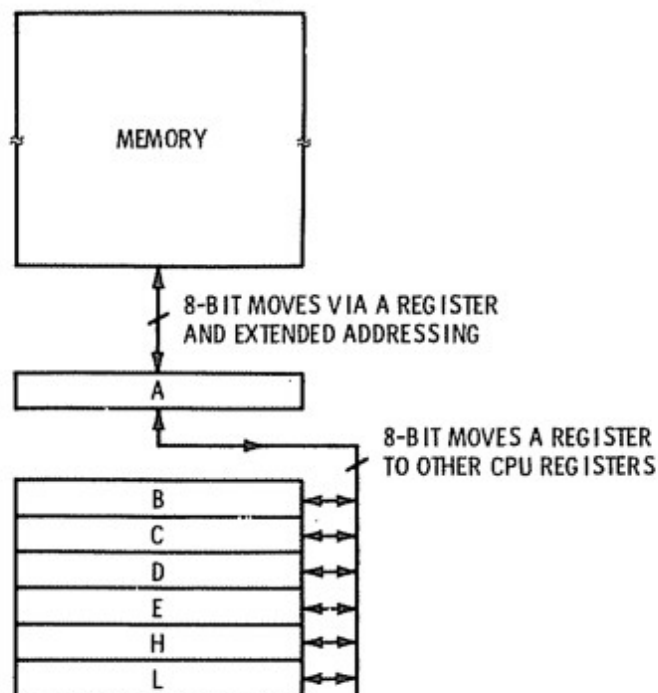 MEMORY
8-BIT MOVES VIA A REGISTER
AND EXTENDED ADDRESSING
A
8-BIT MOVES A REGISTER
TO OTHER CPU REGISTERS
B
C
D
E
H
L